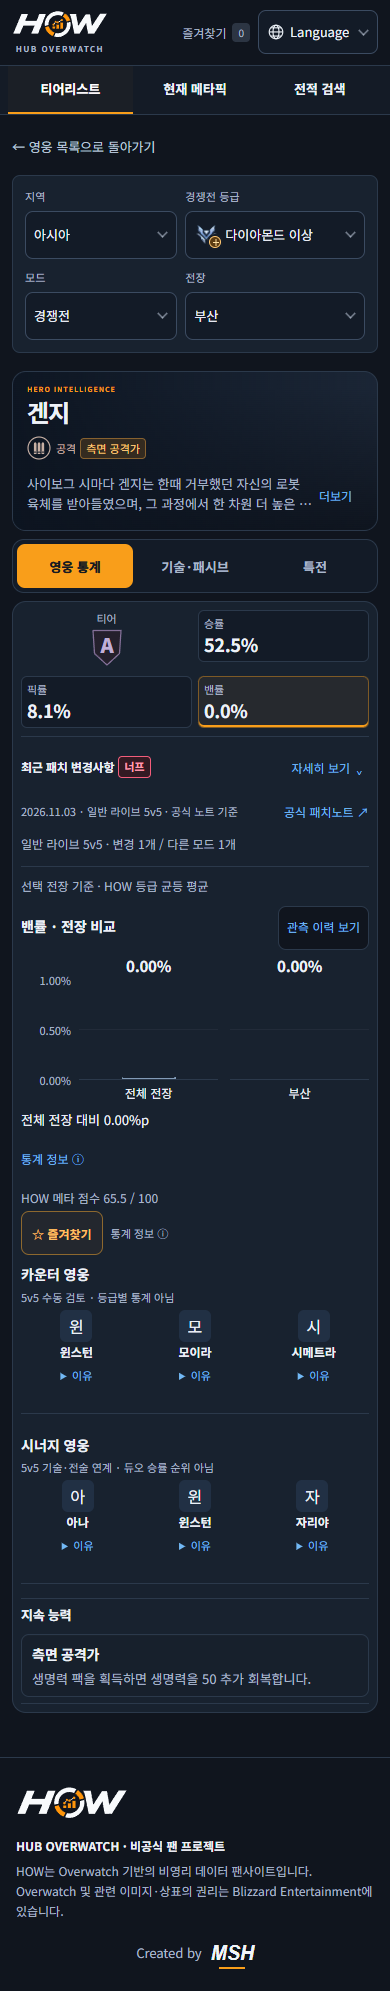 HOW
HUB OVERWATCH
즐겨찾기 0
Language
티어리스트 현재 메타픽 전적 검색
← 영웅 목록으로 돌아가기
지역 경쟁전 등급
아시아 다이아몬드 이상
모드 전장
경쟁전 부산
HERO INTELLIGENCE
겐지
공격 측면 공격가
사이보그 시마다 겐지는 한때 거부했던 자신의 로봇
육체를 받아들였으며, 그 과정에서 한 차원 더 높은 … 더보기
영웅 통계 기술·패시브 특전
티어 승률
A 52.5%
픽률 밴률
8.1% 0.0%
최근 패치 변경사항 너프 자세히 보기 ⌄
2026.11.03 · 일반 라이브 5v5 · 공식 노트 기준 공식 패치노트 ↗
일반 라이브 5v5 · 변경 1개 / 다른 모드 1개
선택 전장 기준 · HOW 등급 균등 평균
밴률 · 전장 비교 관측 이력 보기
0.00% 0.00%
1.00%
0.50%
0.00%
전체 전장 부산
전체 전장 대비 0.00%p
통계 정보 ⓘ
HOW 메타 점수 65.5 / 100
☆ 즐겨찾기 통계 정보 ⓘ
카운터 영웅
5v5 수동 검토 · 등급별 통계 아님
윈 모 시
윈스턴 모이라 시메트라
▶ 이유 ▶ 이유 ▶ 이유
시너지 영웅
5v5 기술·전술 연계 · 듀오 승률 순위 아님
아 윈 자
아나 윈스턴 자리야
▶ 이유 ▶ 이유 ▶ 이유
지속 능력
측면 공격가
생명력 팩을 획득하면 생명력을 50 추가 회복합니다.
HOW
HUB OVERWATCH · 비공식 팬 프로젝트
HOW는 Overwatch 기반의 비영리 데이터 팬사이트입니다.
Overwatch 및 관련 이미지·상표의 권리는 Blizzard Entertainment에
있습니다.
Created by MSH